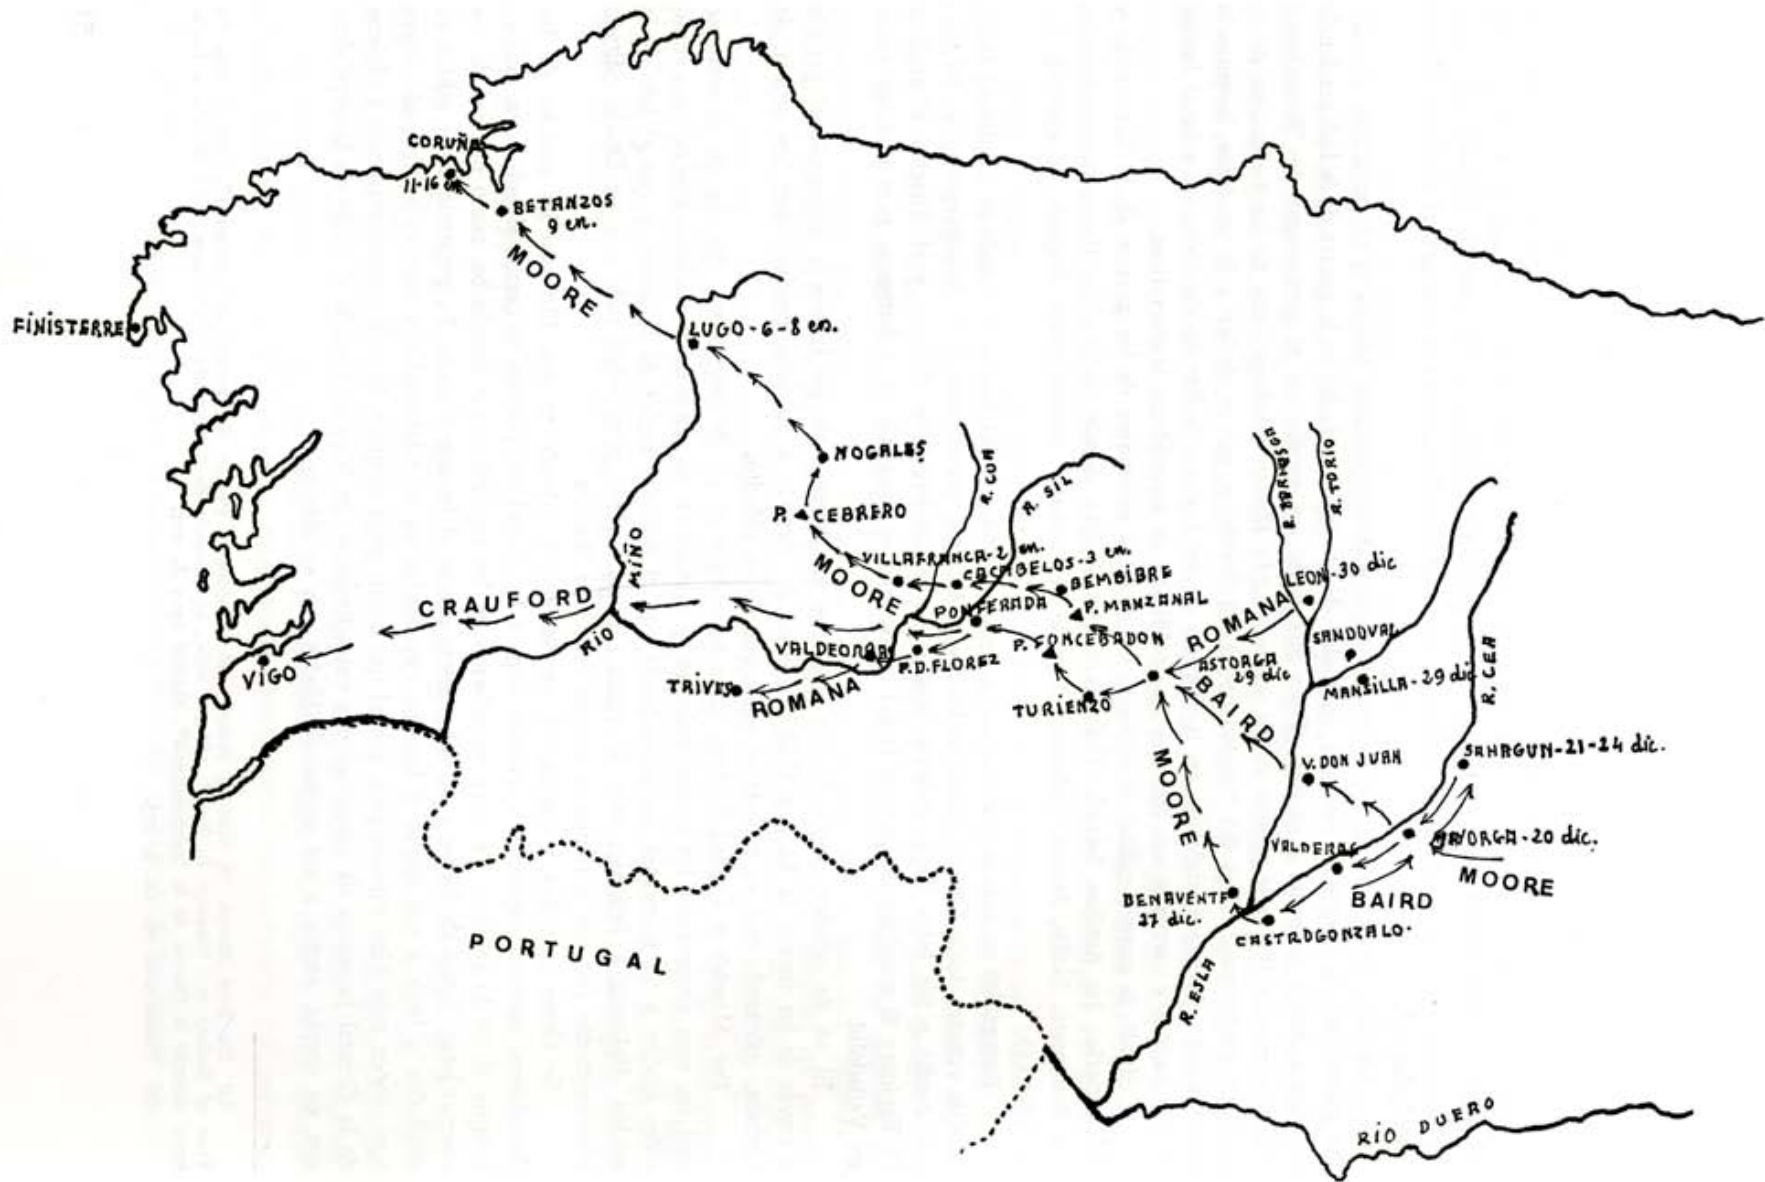 CORUÑA
11-16 en
BETANZOS
9 en.
MOORE
FINISTERRE
LUGO-6-8 en.
NOGALES
P. CEBRERO
R. CUA
R. SIL
R. BERNESGA
R. TORIO
MIÑO
VILLAFRANCA-2 en.
CACABELOS-3 en.
BEMBIBRE
MOORE
PONFERADA
P. MANZANAL
LEON-30 dic
ROMANA
SANDOVAL
CRAUFORD
RIO
VALDEORRAS
P.D. FLOREZ
P. FONCEBADON
ASTORGA
29 dic
MANSILLA-29 dic
R. CEA
VIGO
TRIVES
ROMANA
TURIENZO
BAIRD
V. DON JUAN
SAHAGUN-21-24 dic.
MOORE
VALDERAS
MAYORGA-20 dic.
MOORE
BENAVENTE
27 dic.
BAIRD
CASTROGONZALO.
PORTUGAL
R. ESLA
RIO DUERO